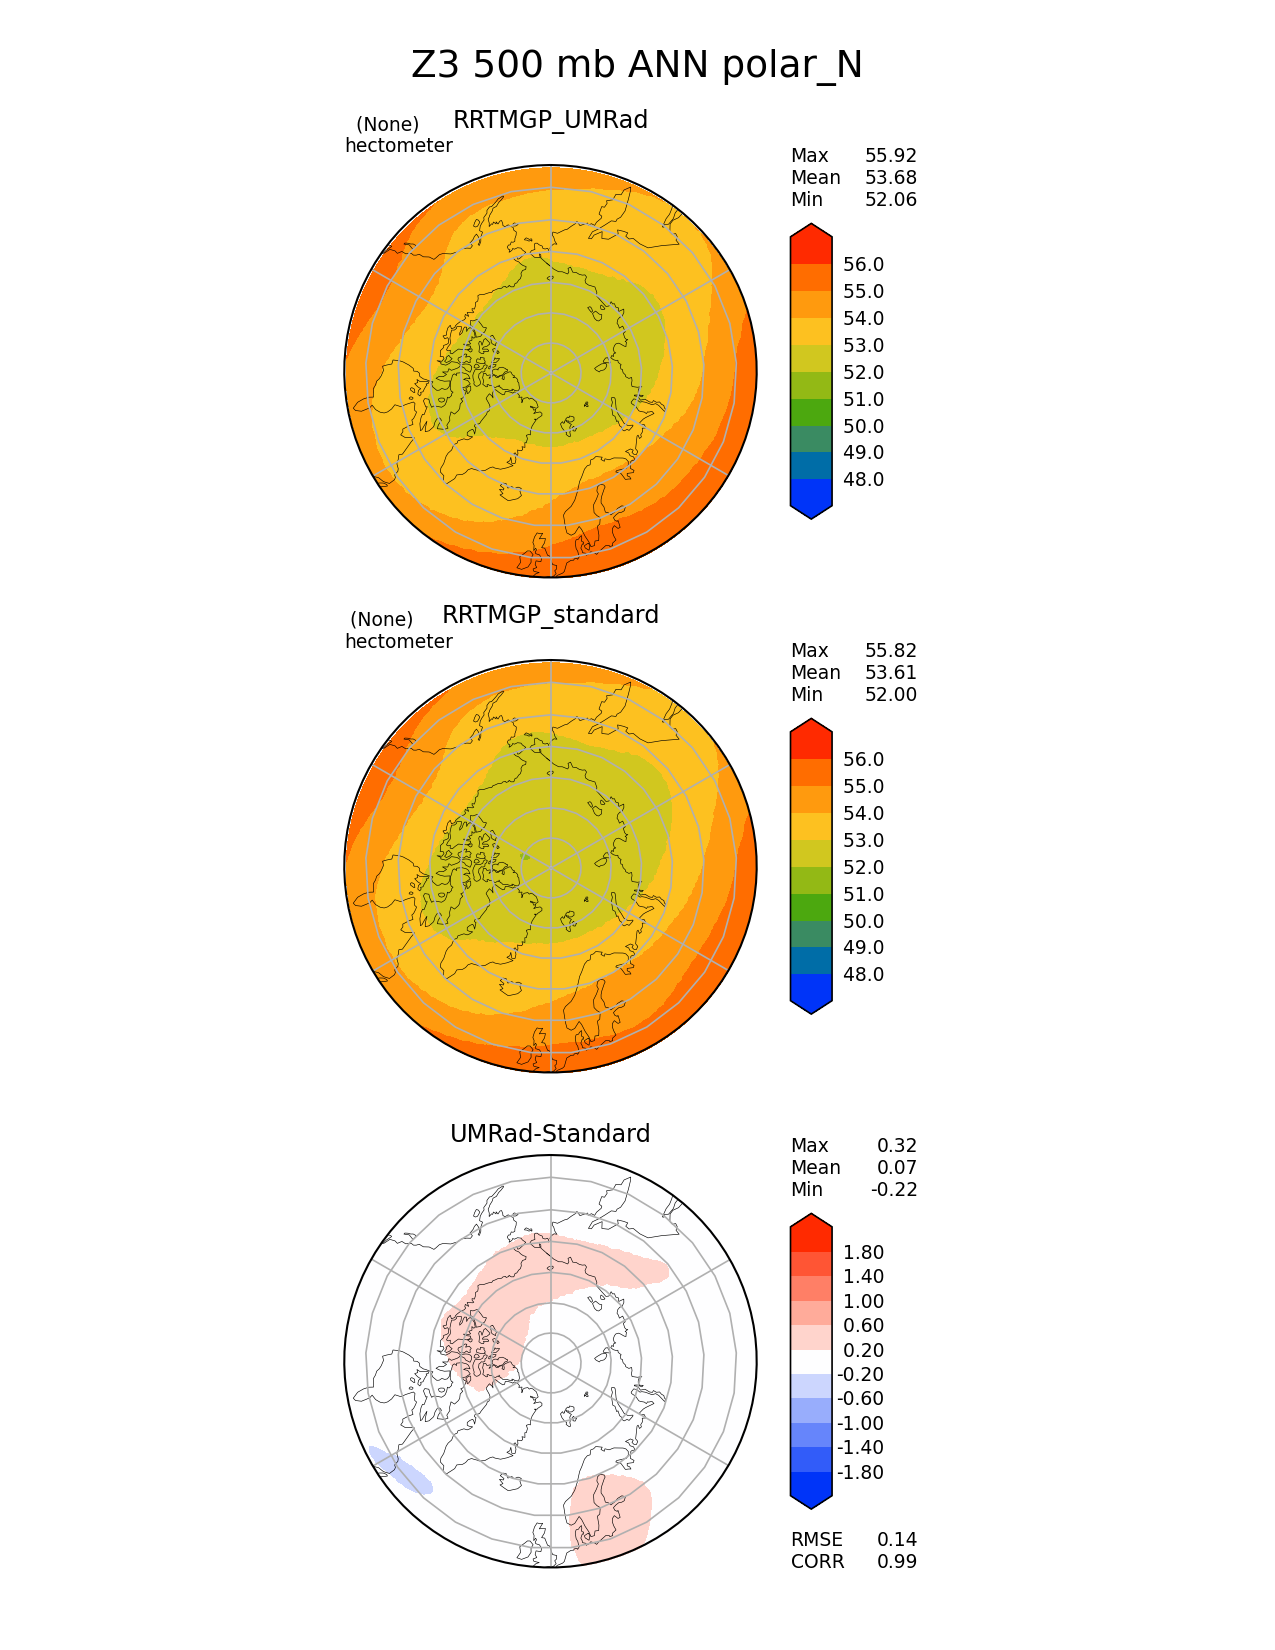 Z3 500 mb ANN polar_N
(None)
RRTMGP_UMRad
hectometer
Max 55.92
Mean 53.68
Min 52.06
56.0
55.0
54.0
53.0
52.0
51.0
50.0
49.0
48.0
(None)
RRTMGP_standard
hectometer
Max 55.82
Mean 53.61
Min 52.00
56.0
55.0
54.0
53.0
52.0
51.0
50.0
49.0
48.0
UMRad-Standard
Max 0.32
Mean 0.07
Min -0.22
1.80
1.40
1.00
0.60
0.20
-0.20
-0.60
-1.00
-1.40
-1.80
RMSE 0.14
CORR 0.99